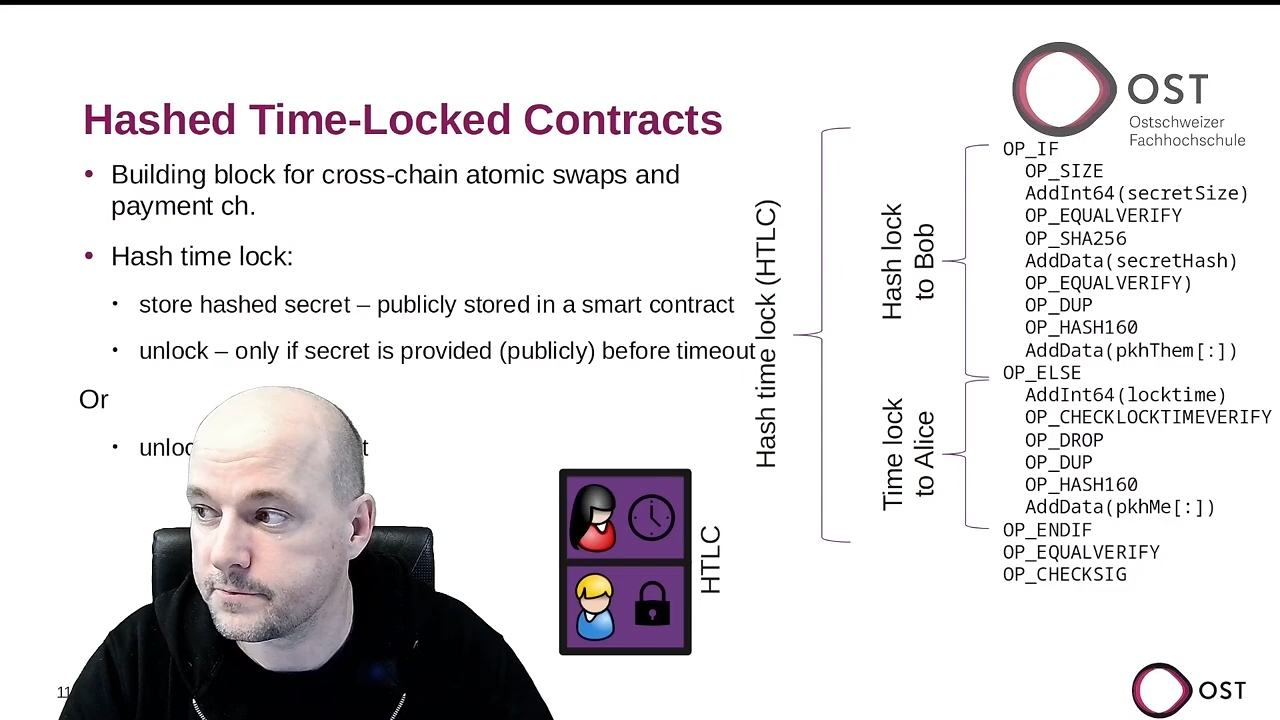 Hashed Time-Locked Contracts
• Building block for cross-chain atomic swaps and
payment ch.
• Hash time lock:
• store hashed secret – publicly stored in a smart contract
• unlock – only if secret is provided (publicly) before timeout
Or
•
HTLC
Hash time lock (HTLC)
Hash lock
to Bob
Time lock
to Alice
OST
Ostschweizer
Fachhochschule
OP_IF
OP_SIZE
AddInt64(secretSize)
OP_EQUALVERIFY
OP_SHA256
AddData(secretHash)
OP_EQUALVERIFY)
OP_DUP
OP_HASH160
AddData(pkhThem[:])
OP_ELSE
AddInt64(locktime)
OP_CHECKLOCKTIMEVERIFY
OP_DROP
OP_DUP
OP_HASH160
AddData(pkhMe[:])
OP_ENDIF
OP_EQUALVERIFY
OP_CHECKSIG
OST